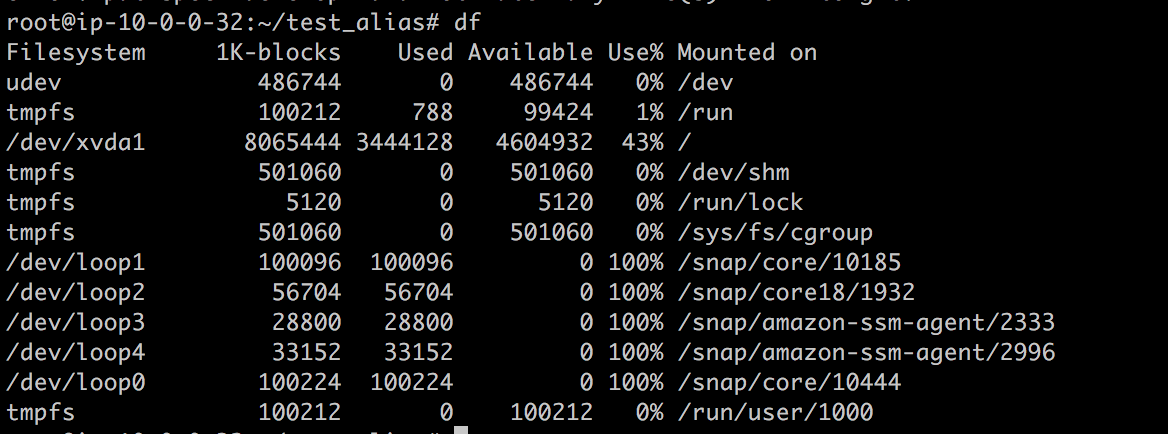 root@ip-10-0-0-32:~/test_alias# df
Filesystem     1K-blocks    Used Available Use% Mounted on
udev              486744       0    486744   0% /dev
tmpfs             100212     788     99424   1% /run
/dev/xvda1       8065444 3444128   4604932  43% /
tmpfs             501060       0    501060   0% /dev/shm
tmpfs               5120       0      5120   0% /run/lock
tmpfs             501060       0    501060   0% /sys/fs/cgroup
/dev/loop1        100096  100096         0 100% /snap/core/10185
/dev/loop2         56704   56704         0 100% /snap/core18/1932
/dev/loop3         28800   28800         0 100% /snap/amazon-ssm-agent/2333
/dev/loop4         33152   33152         0 100% /snap/amazon-ssm-agent/2996
/dev/loop0        100224  100224         0 100% /snap/core/10444
tmpfs             100212       0    100212   0% /run/user/1000